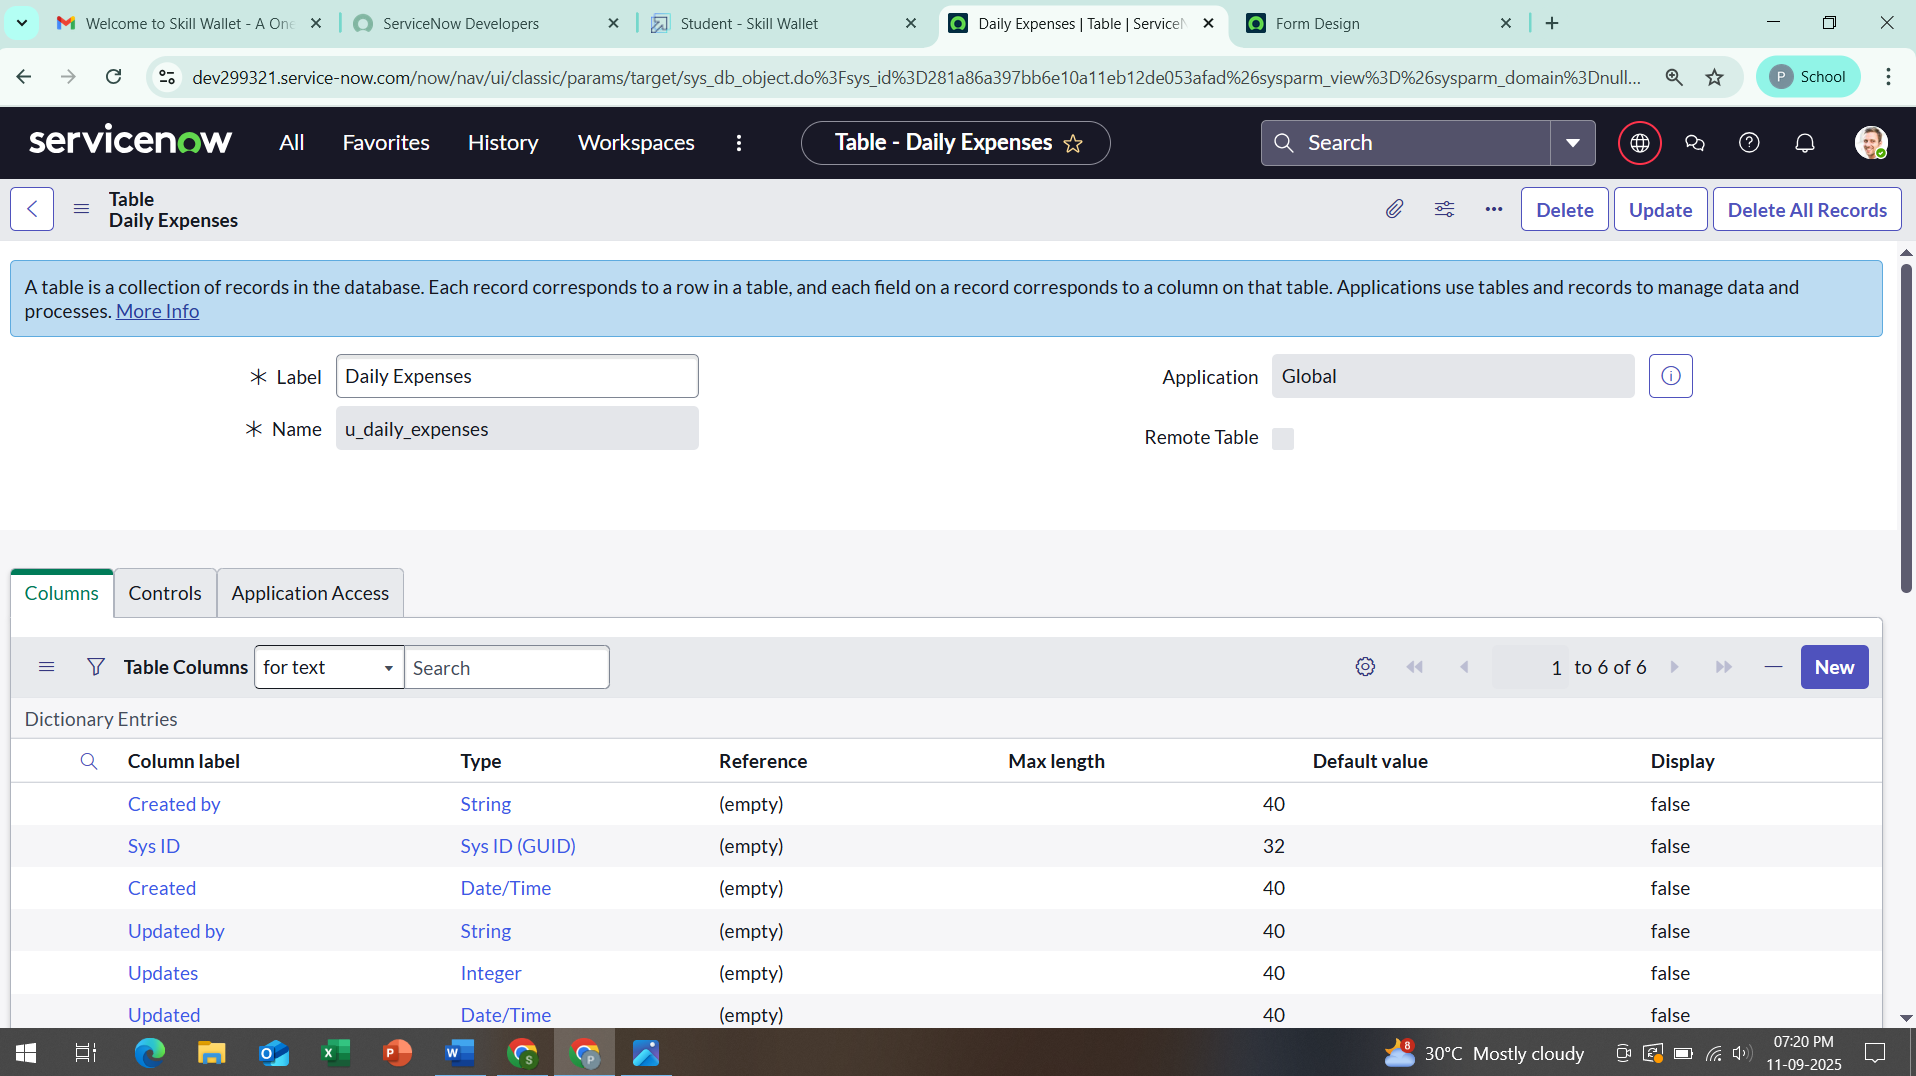 Welcome to Skill Wallet - A One
ServiceNow Developers
Student - Skill Wallet
Daily Expenses | Table | ServiceN
Form Design
dev299321.service-now.com/now/nav/ui/classic/params/target/sys_db_object.do%3Fsys_id%3D281a86a397bb6e10a11eb12de053afad%26sysparm_view%3D%26sysparm_domain%3Dnull...
P School
servicenow
All
Favorites
History
Workspaces
Table - Daily Expenses
Search
Table
Daily Expenses
Delete
Update
Delete All Records
A table is a collection of records in the database. Each record corresponds to a row in a table, and each field on a record corresponds to a column on that table. Applications use tables and records to manage data and
processes. More Info
Label Daily Expenses
Application Global
Name u_daily_expenses
Remote Table
Columns Controls Application Access
Table Columns for text Search 1 to 6 of 6 New
Dictionary Entries
Column label Type Reference Max length Default value Display
Created by String (empty) 40 false
Sys ID Sys ID (GUID) (empty) 32 false
Created Date/Time (empty) 40 false
Updated by String (empty) 40 false
Updates Integer (empty) 40 false
Updated Date/Time (empty) 40 false
8
30°C Mostly cloudy
07:20 PM
11-09-2025